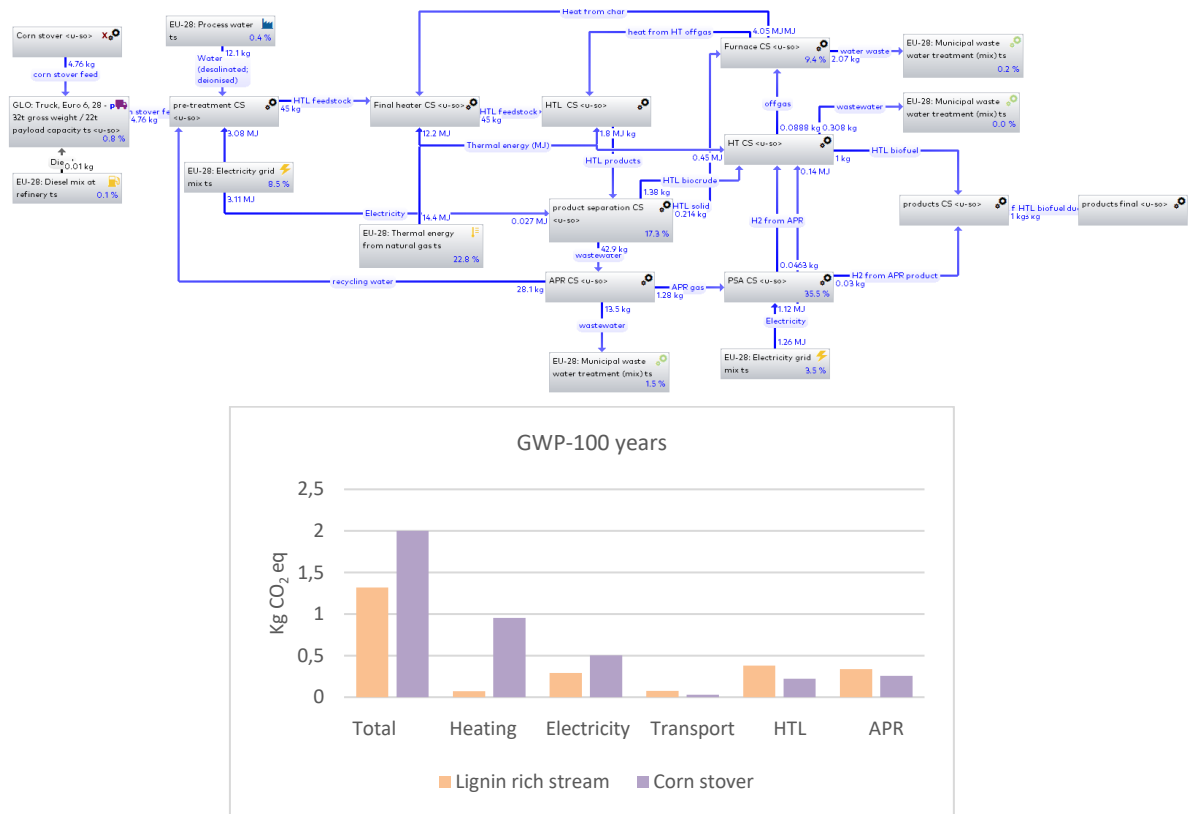 Corn stover <u-so>
4.76 kg
corn stover feed
GLO: Truck, Euro 6, 28 -
32t gross weight / 22t
payload capacity ts <u-so>
0.8 %
0.01 kg
EU-28: Diesel mix at
refinery ts
0.1 %
EU-28: Process water
ts
0.4 %
12.1 kg
Water
(desalinated;
deionised)
4.76 kg
pre-treatment CS
<u-so>
HTL feedstock
45 kg
3.08 MJ
EU-28: Electricity grid
mix ts
8.5 %
3.11 MJ
Electricity
Heat from char
4.05 MJ
heat from HT offgas
Final heater CS <u-so>
HTL feedstock
45 kg
12.2 MJ
Thermal energy (MJ)
14.4 MJ
EU-28: Thermal energy
from natural gas ts
22.8 %
HTL CS <u-so>
1.8 MJ
HTL products
HTL biocrude
1.38 kg
0.027 MJ
product separation CS
<u-so>
17.3 %
HTL solid
0.214 kg
42.9 kg
wastewater
recycling water
28.1 kg
APR CS <u-so>
APR gas
1.28 kg
13.5 kg
wastewater
EU-28: Municipal waste
water treatment (mix) ts
1.5 %
Furnace CS <u-so>
9.4 %
water waste
2.07 kg
EU-28: Municipal waste
water treatment (mix) ts
0.2 %
offgas
wastewater
0.0888 kg
0.308 kg
EU-28: Municipal waste
water treatment (mix) ts
0.0 %
0.45 MJ
HT CS <u-so>
HTL biofuel
1 kg
0.14 MJ
H2 from APR
0.0463 kg
PSA CS <u-so>
35.5 %
H2 from APR product
0.03 kg
1.12 MJ
Electricity
1.26 MJ
EU-28: Electricity grid
mix ts
3.5 %
products CS <u-so>
products final <u-so>
GWP-100 years
Kg CO₂ eq
2,5
2
1,5
1
0,5
0
Total Heating Electricity Transport HTL APR
Lignin rich stream Corn stover